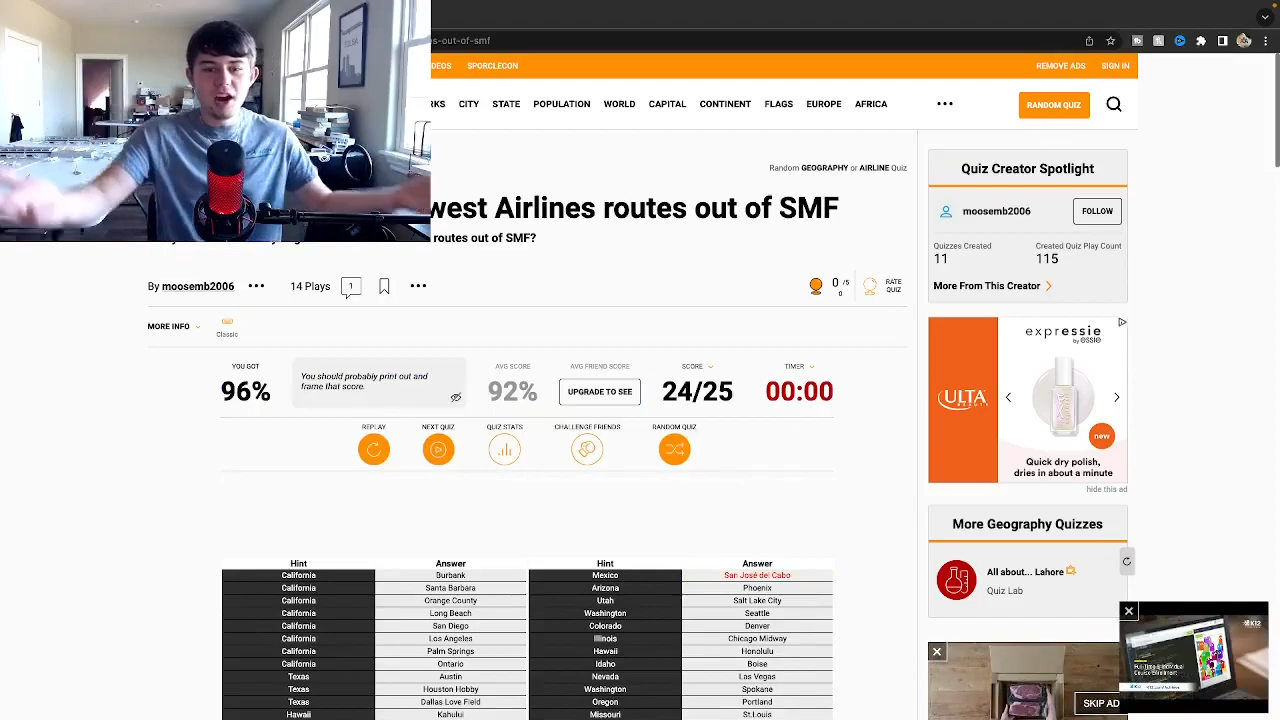 TULSA
s-out-of-smf
DEOS
SPORCLECON
REMOVE ADS
SIGN IN
RKS
CITY
STATE
POPULATION
WORLD
CAPITAL
CONTINENT
FLAGS
EUROPE
AFRICA
RANDOM QUIZ
Random GEOGRAPHY or AIRLINE Quiz
west Airlines routes out of SMF
routes out of SMF?
By moosemb2006
14 Plays
1
0 /5
0
RATE
QUIZ
MORE INFO
Classic
YOU GOT
96%
You should probably print out and
frame that score.
AVG SCORE
92%
AVG FRIEND SCORE
UPGRADE TO SEE
SCORE
24/25
TIMER
00:00
REPLAY
NEXT QUIZ
QUIZ STATS
CHALLENGE FRIENDS
RANDOM QUIZ
Hint Answer Hint Answer
California Burbank Mexico San José del Cabo
California Santa Barbara Arizona Phoenix
California Orange County Utah Salt Lake City
California Long Beach Washington Seattle
California San Diego Colorado Denver
California Los Angeles Illinois Chicago Midway
California Palm Springs Hawaii Honolulu
California Ontario Idaho Boise
Texas Austin Nevada Las Vegas
Texas Houston Hobby Washington Spokane
Texas Dallas Love Field Oregon Portland
Hawaii Kahului Missouri St.Louis
Quiz Creator Spotlight
moosemb2006
FOLLOW
Quizzes Created
11
Created Quiz Play Count
115
More From This Creator
expressie
by essie
ULTA
BEAUTY
new
Quick dry polish,
dries in about a minute
hide this ad
More Geography Quizzes
All about... Lahore
Quiz Lab
K12
SKIP AD